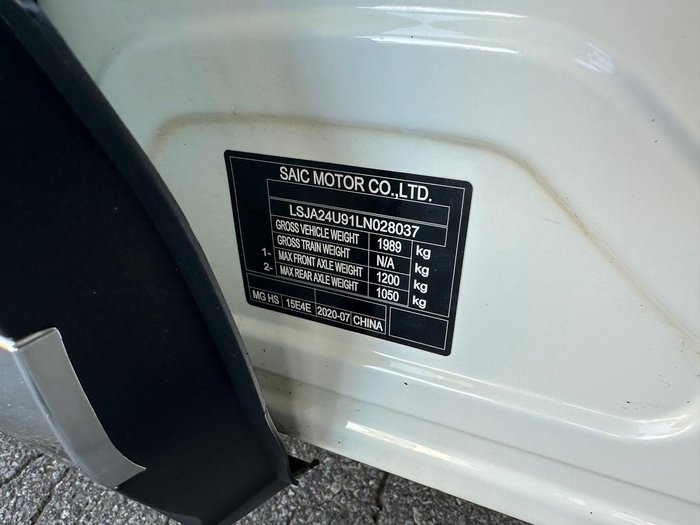 SAIC MOTOR CO.,LTD.
LSJA24U91LN028037
GROSS VEHICLE WEIGHT 1989 kg
GROSS TRAIN WEIGHT N/A kg
1- MAX FRONT AXLE WEIGHT 1200 kg
2- MAX REAR AXLE WEIGHT 1050 kg
MG HS 15E4E 2020-07 CHINA